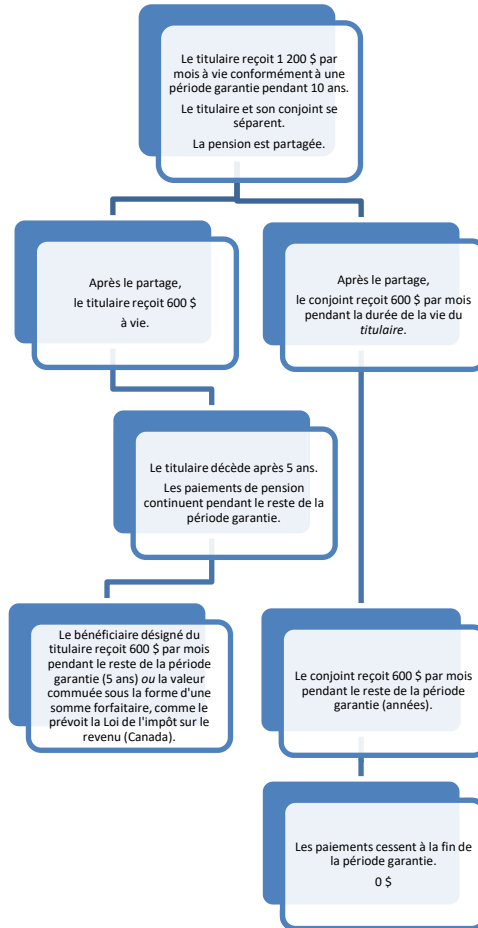 Le titulaire reçoit 1 200 $ par
mois à vie conformément à une
période garantie pendant 10 ans.
Le titulaire et son conjoint se
séparent.
La pension est partagée.
Après le partage,
le titulaire reçoit 600 $
à vie.
Après le partage,
le conjoint reçoit 600 $ par mois
pendant la durée de la vie du
titulaire.
Le titulaire décède après 5 ans.
Les paiements de pension
continuent pendant le reste de la
période garantie.
Le bénéficiaire désigné du
titulaire reçoit 600 $ par mois
pendant le reste de la période
garantie (5 ans) ou la valeur
commuée sous la forme d'une
somme forfaitaire, comme le
prévoit la Loi de l'impôt sur le
revenu (Canada).
Le conjoint reçoit 600 $ par mois
pendant le reste de la période
garantie (années).
Les paiements cessent à la fin de
la période garantie.
0 $